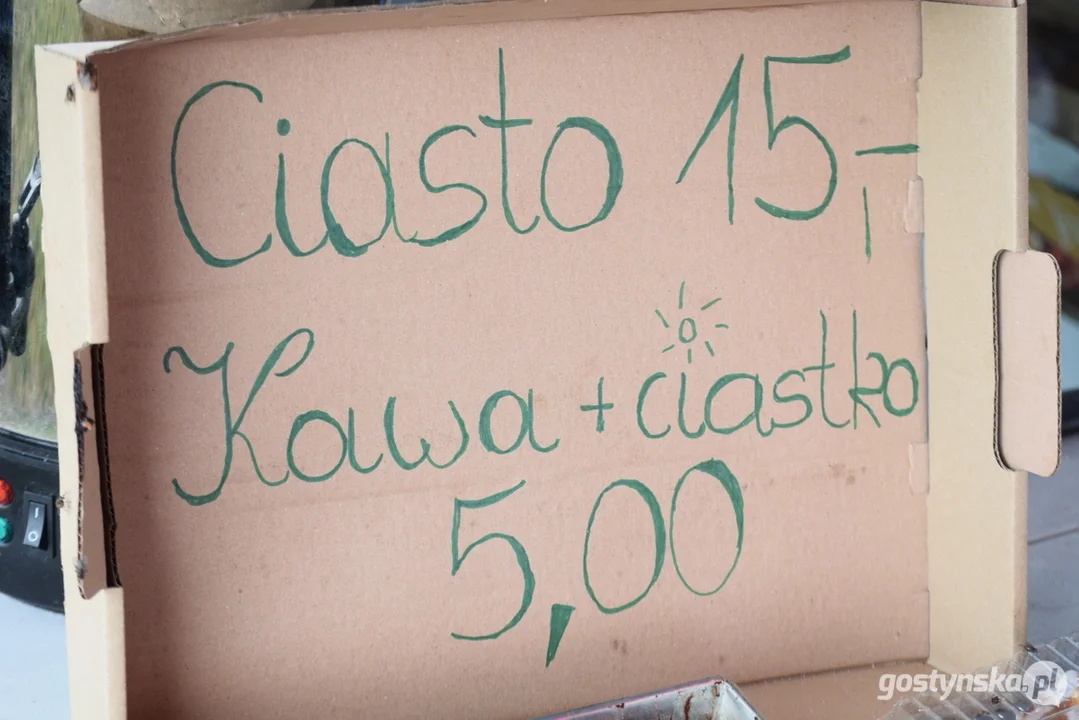 Ciasto 15,-
Kawa + ciastko
5,00
gostynska.pl